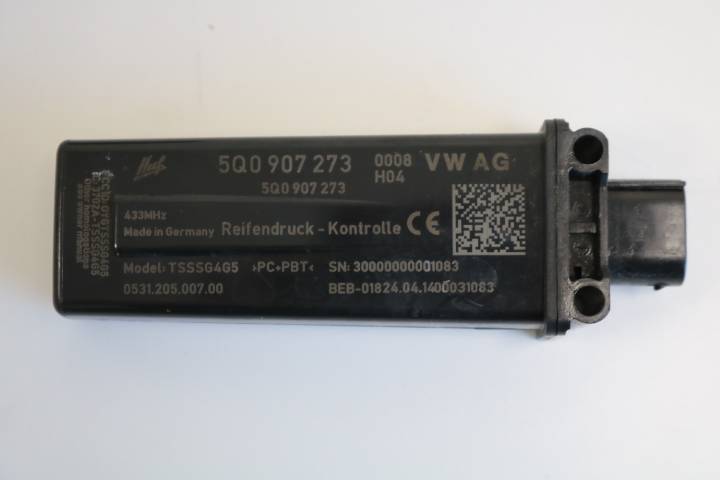 Huf
5Q0 907 273 0008 VW AG
H04
5Q0 907 273
433MHz
Made in Germany Reifendruck - Kontrolle CE
Model: TSSSG4G5 >PC+PBT< SN: 30000000001083
0531.205.007.00 BEB-01824.04.1400031083